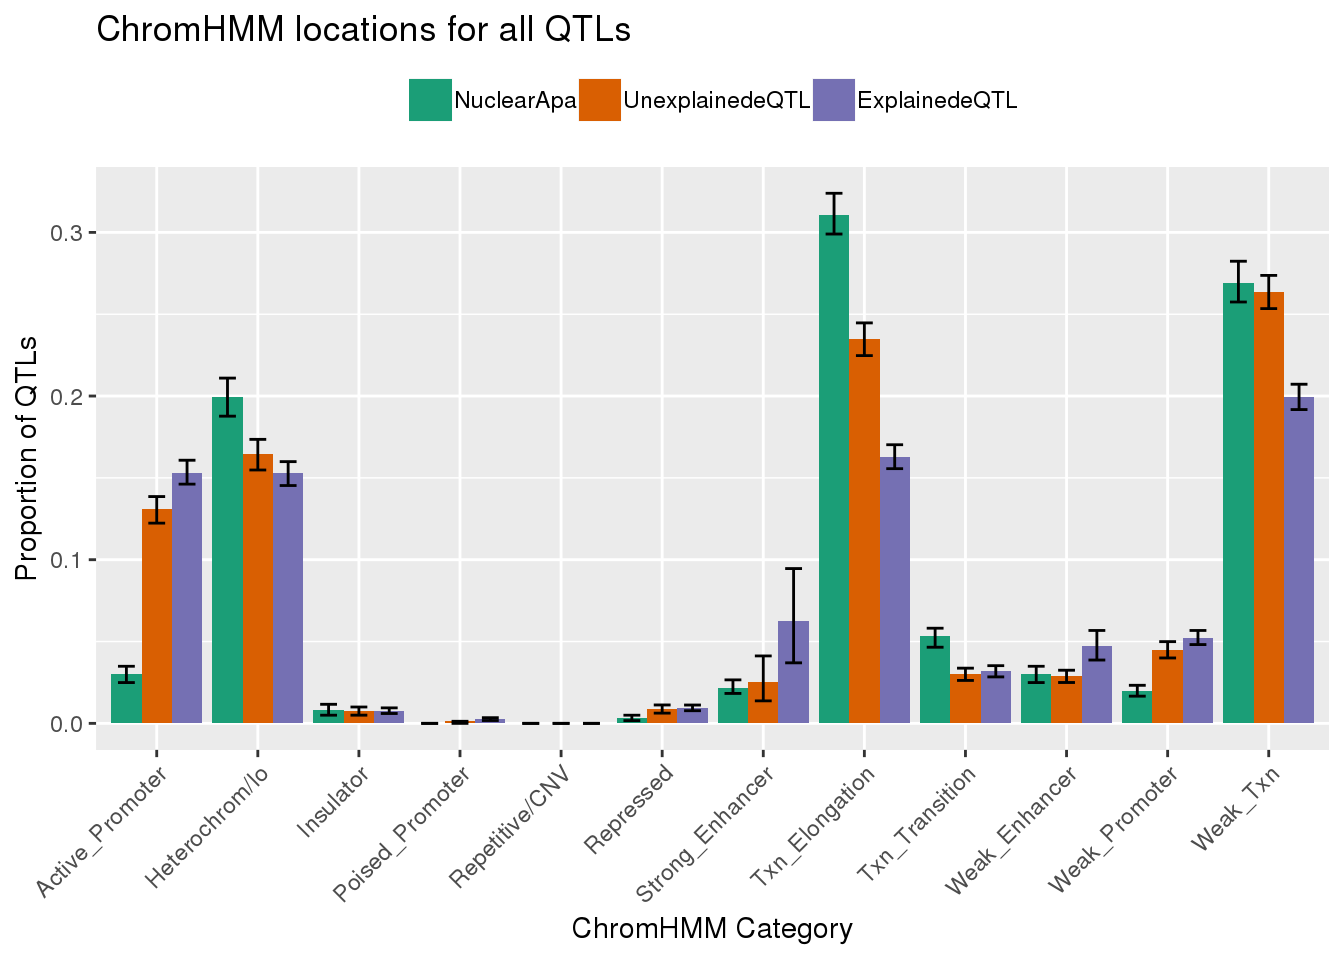 ChromHMM locations for all QTLs
NuclearApa UnexplainedeQTL ExplainedeQTL
Proportion of QTLs
0.3
0.2
0.1
0.0
Active_Promoter
Heterochrom/lo
Insulator
Poised_Promoter
Repetitive/CNV
Repressed
Strong_Enhancer
Txn_Elongation
Txn_Transition
Weak_Enhancer
Weak_Promoter
Weak_Txn
ChromHMM Category